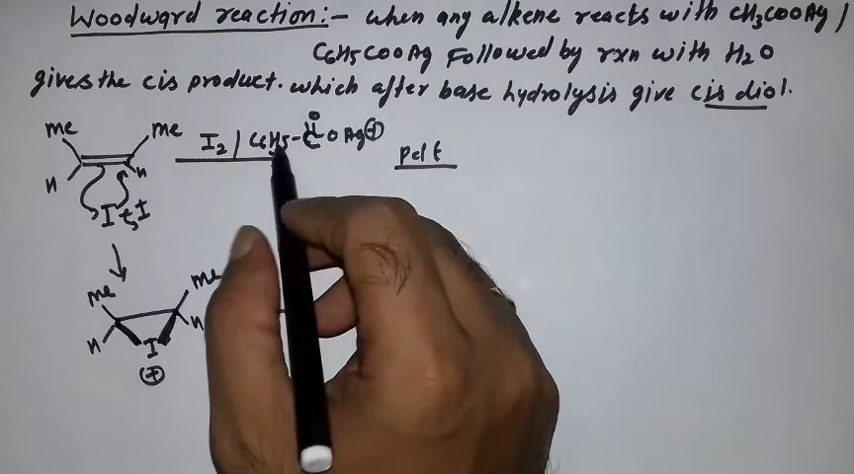 Woodward reaction:- when any alkene reacts with CH3COOAg /
C6H5COOAg followed by rxn with H2O
gives the cis product. which after base hydrolysis give cis diol.
me me I2 / C6H5-C O Ag +
O
H H
I I
me me
H H
I
+